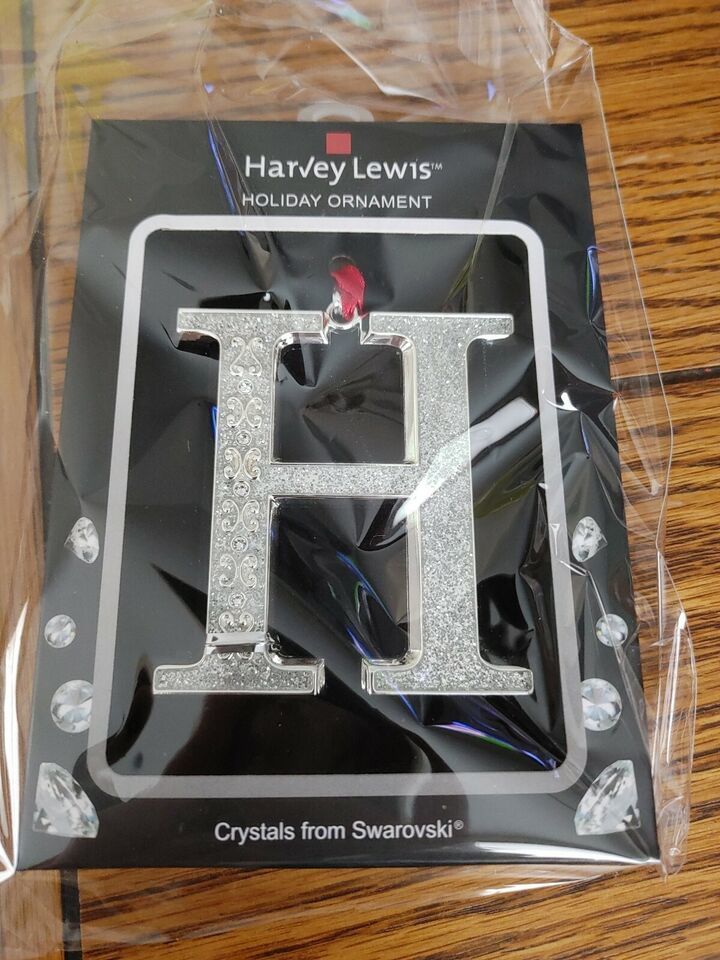 Harvey Lewis™
HOLIDAY ORNAMENT
H
Crystals from Swarovski®